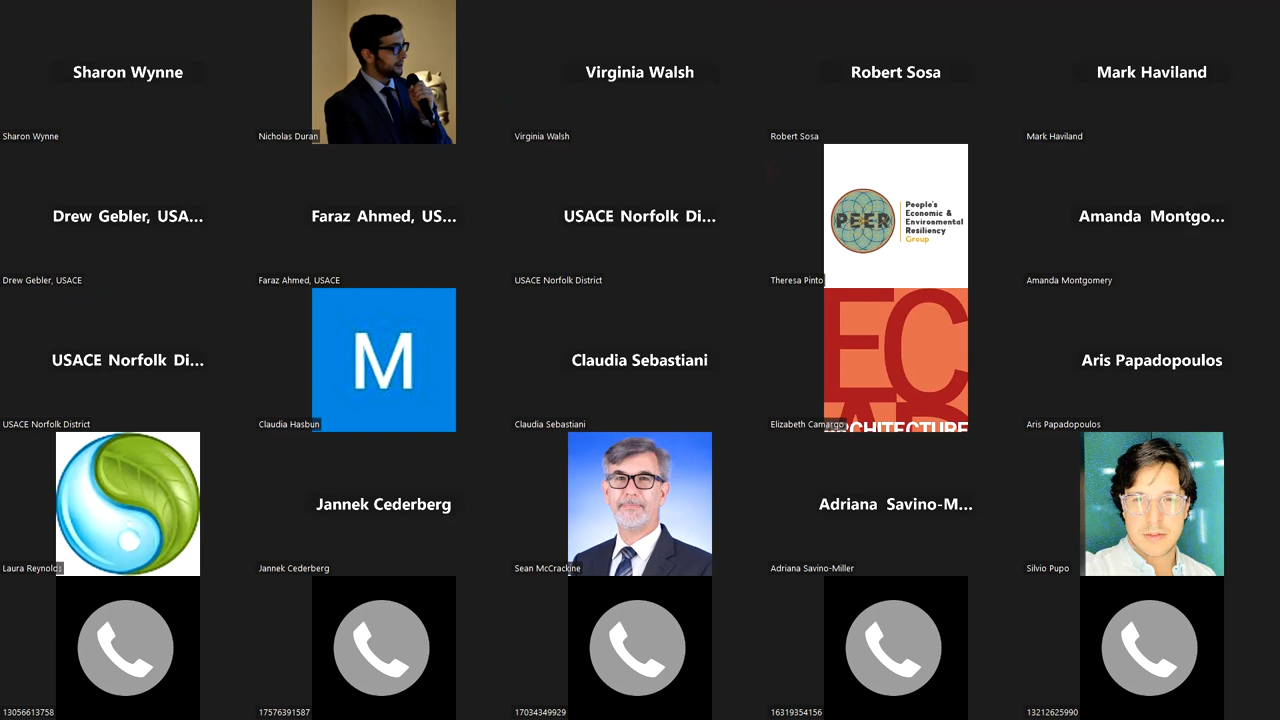 Sharon Wynne
Virginia Walsh
Robert Sosa
Mark Haviland
Sharon Wynne
Nicholas Duran
Virginia Walsh
Robert Sosa
Mark Haviland
Drew Gebler, USA...
Faraz Ahmed, US...
USACE Norfolk Di...
PEER
People's
Economic &
Environmental
Resiliency
Group
Amanda Montgo...
Drew Gebler, USACE
Faraz Ahmed, USACE
USACE Norfolk District
Theresa Pinto
Amanda Montgomery
USACE Norfolk Di...
M
Claudia Sebastiani
EC
ARCHITECTURE
Aris Papadopoulos
USACE Norfolk District
Claudia Hasbun
Claudia Sebastiani
Elizabeth Camargo
Aris Papadopoulos
Jannek Cederberg
Adriana Savino-M...
Laura Reynolds
Jannek Cederberg
Sean McCrackine
Adriana Savino-Miller
Silvio Pupo
13056613758
17576391587
17034349929
16319354156
13212625990